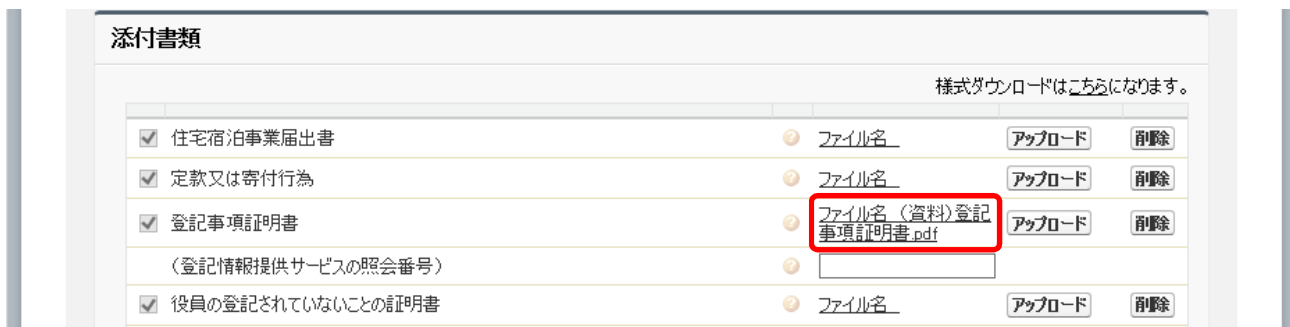 添付書類
様式ダウンロードはこちらになります。
住宅宿泊事業届出書 ? ファイル名 アップロード 削除
定款又は寄付行為 ? ファイル名 アップロード 削除
登記事項証明書 ? ファイル名 (資料)登記 アップロード 削除
事項証明書.pdf
(登記情報提供サービスの照会番号) ?
役員の登記されていないことの証明書 ? ファイル名 アップロード 削除